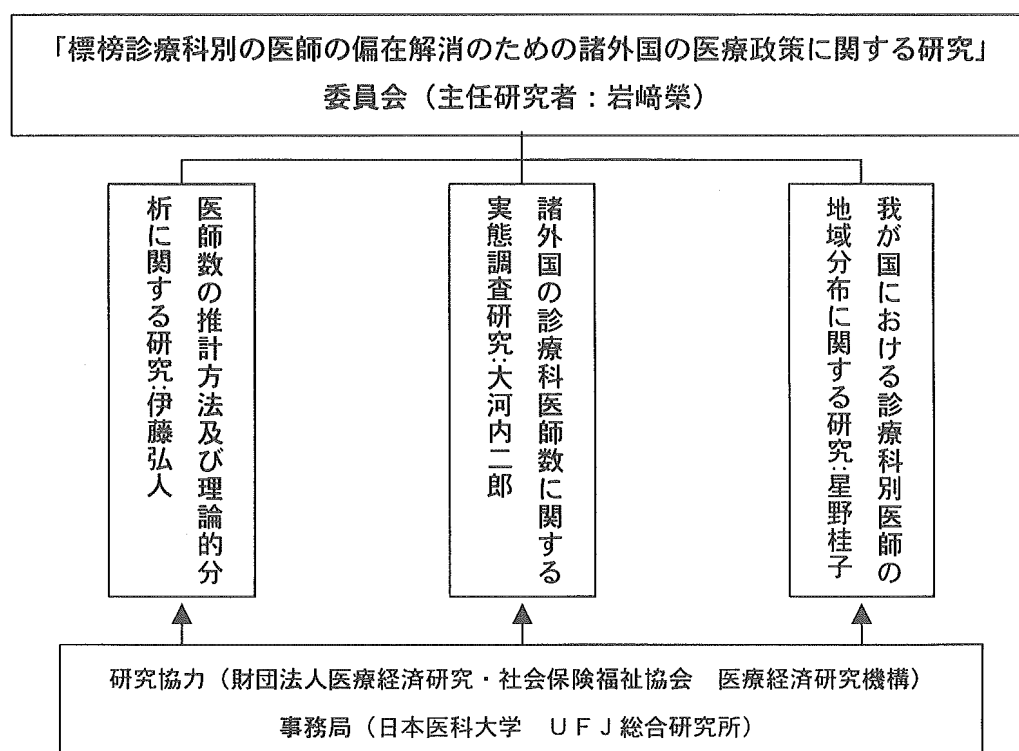 「標榜診療科別の医師の偏在解消のための諸外国の医療政策に関する研究」
委員会（主任研究者：岩﨑榮）
医師数の推計方法及び理論的分
析に関する研究：伊藤弘人
諸外国の診療科医師数に関する
実態調査研究：大河内二郎
我が国における診療科別医師の
地域分布に関する研究：星野桂子
研究協力（財団法人医療経済研究・社会保険福祉協会　医療経済研究機構）
事務局（日本医科大学　ＵＦＪ総合研究所）